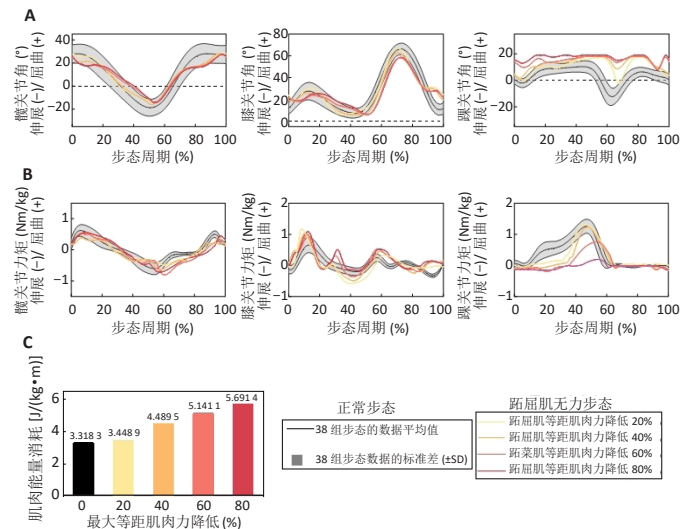 A
髋关节角 (°)
伸展(−)/ 屈曲(+)
40
20
0
−20
0 20 40 60 80 100
步态周期 (%)
膝关节角 (°)
伸展(−)/ 屈曲(+)
80
60
40
20
0
0 20 40 60 80 100
步态周期 (%)
踝关节角 (°)
伸展(−)/ 屈曲(+)
20
0
−20
0 20 40 60 80 100
步态周期 (%)
B
髋关节力矩 (Nm/kg)
伸展(−)/ 屈曲(+)
1
0
−1
0 20 40 60 80 100
步态周期 (%)
膝关节力矩 (Nm/kg)
伸展(−)/ 屈曲(+)
2
1
0
−1
0 20 40 60 80 100
步态周期 (%)
踝关节力矩 (Nm/kg)
伸展(−)/ 屈曲(+)
2
1
0
−1
0 20 40 60 80 100
步态周期 (%)
C
肌肉能量消耗 [J/(kg•m)]
6
4
2
0
3.318 3
3.448 9
4.489 5
5.141 1
5.691 4
0 20 40 60 80
最大等距肌肉力降低 (%)
正常步态
38 组步态的数据平均值
38 组步态数据的标准差 (±SD)
跖屈肌无力步态
跖屈肌等距肌肉力降低 20%
跖屈肌等距肌肉力降低 40%
跖菜肌等距肌肉力降低 60%
跖屈肌等距肌肉力降低 80%